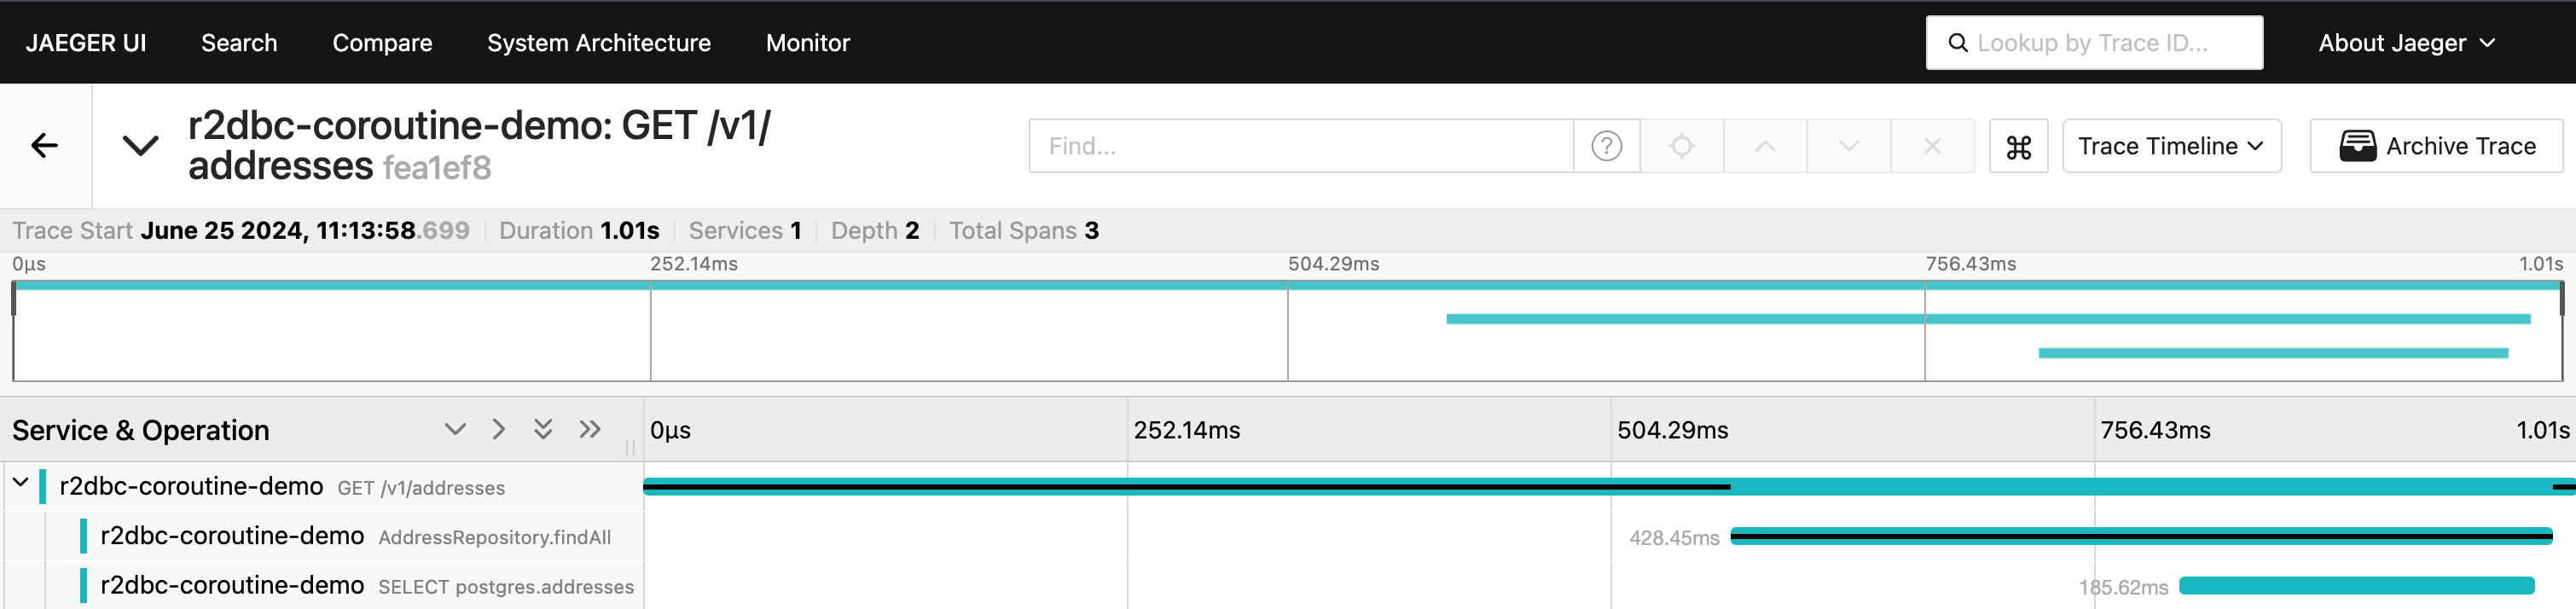 JAEGER UI Search Compare System Architecture Monitor Lookup by Trace ID... About Jaeger
r2dbc-coroutine-demo: GET /v1/
addresses fea1ef8
Find... ? ⌘ Trace Timeline Archive Trace
Trace Start June 25 2024, 11:13:58.699 Duration 1.01s Services 1 Depth 2 Total Spans 3
0μs 252.14ms 504.29ms 756.43ms 1.01s
Service & Operation 0μs 252.14ms 504.29ms 756.43ms 1.01s
r2dbc-coroutine-demo GET /v1/addresses
r2dbc-coroutine-demo AddressRepository.findAll 428.45ms
r2dbc-coroutine-demo SELECT postgres.addresses 185.62ms